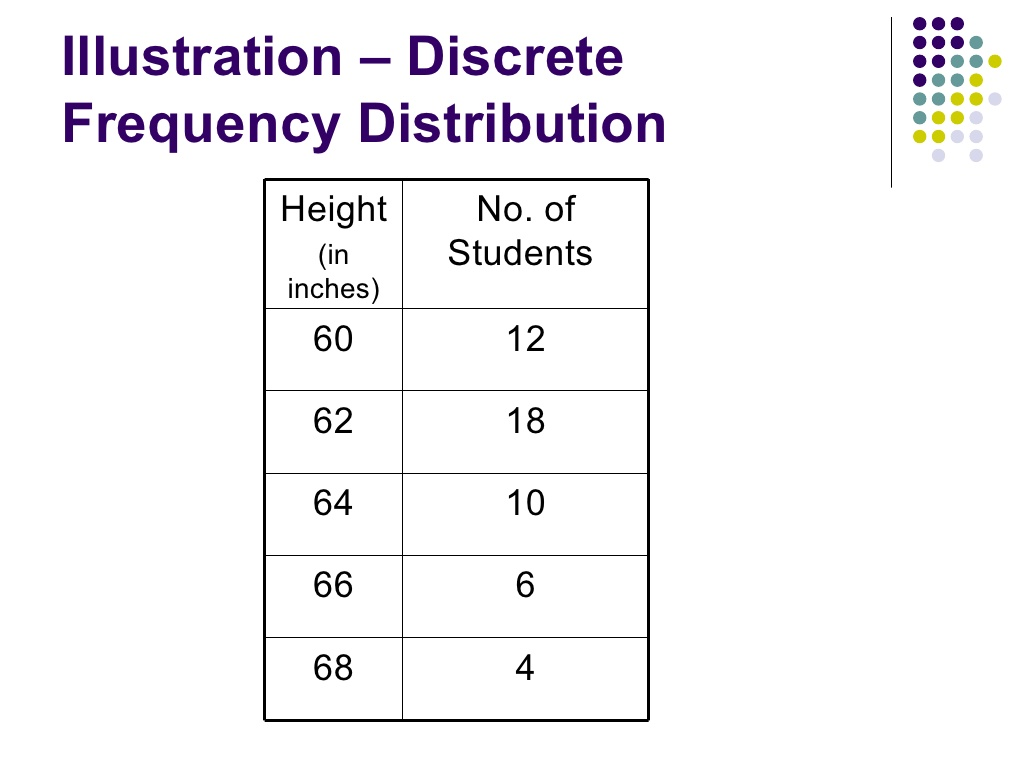 Illustration – Discrete
Frequency Distribution
Height
(in
inches)
No. of
Students
60
12
62
18
64
10
66
6
68
4